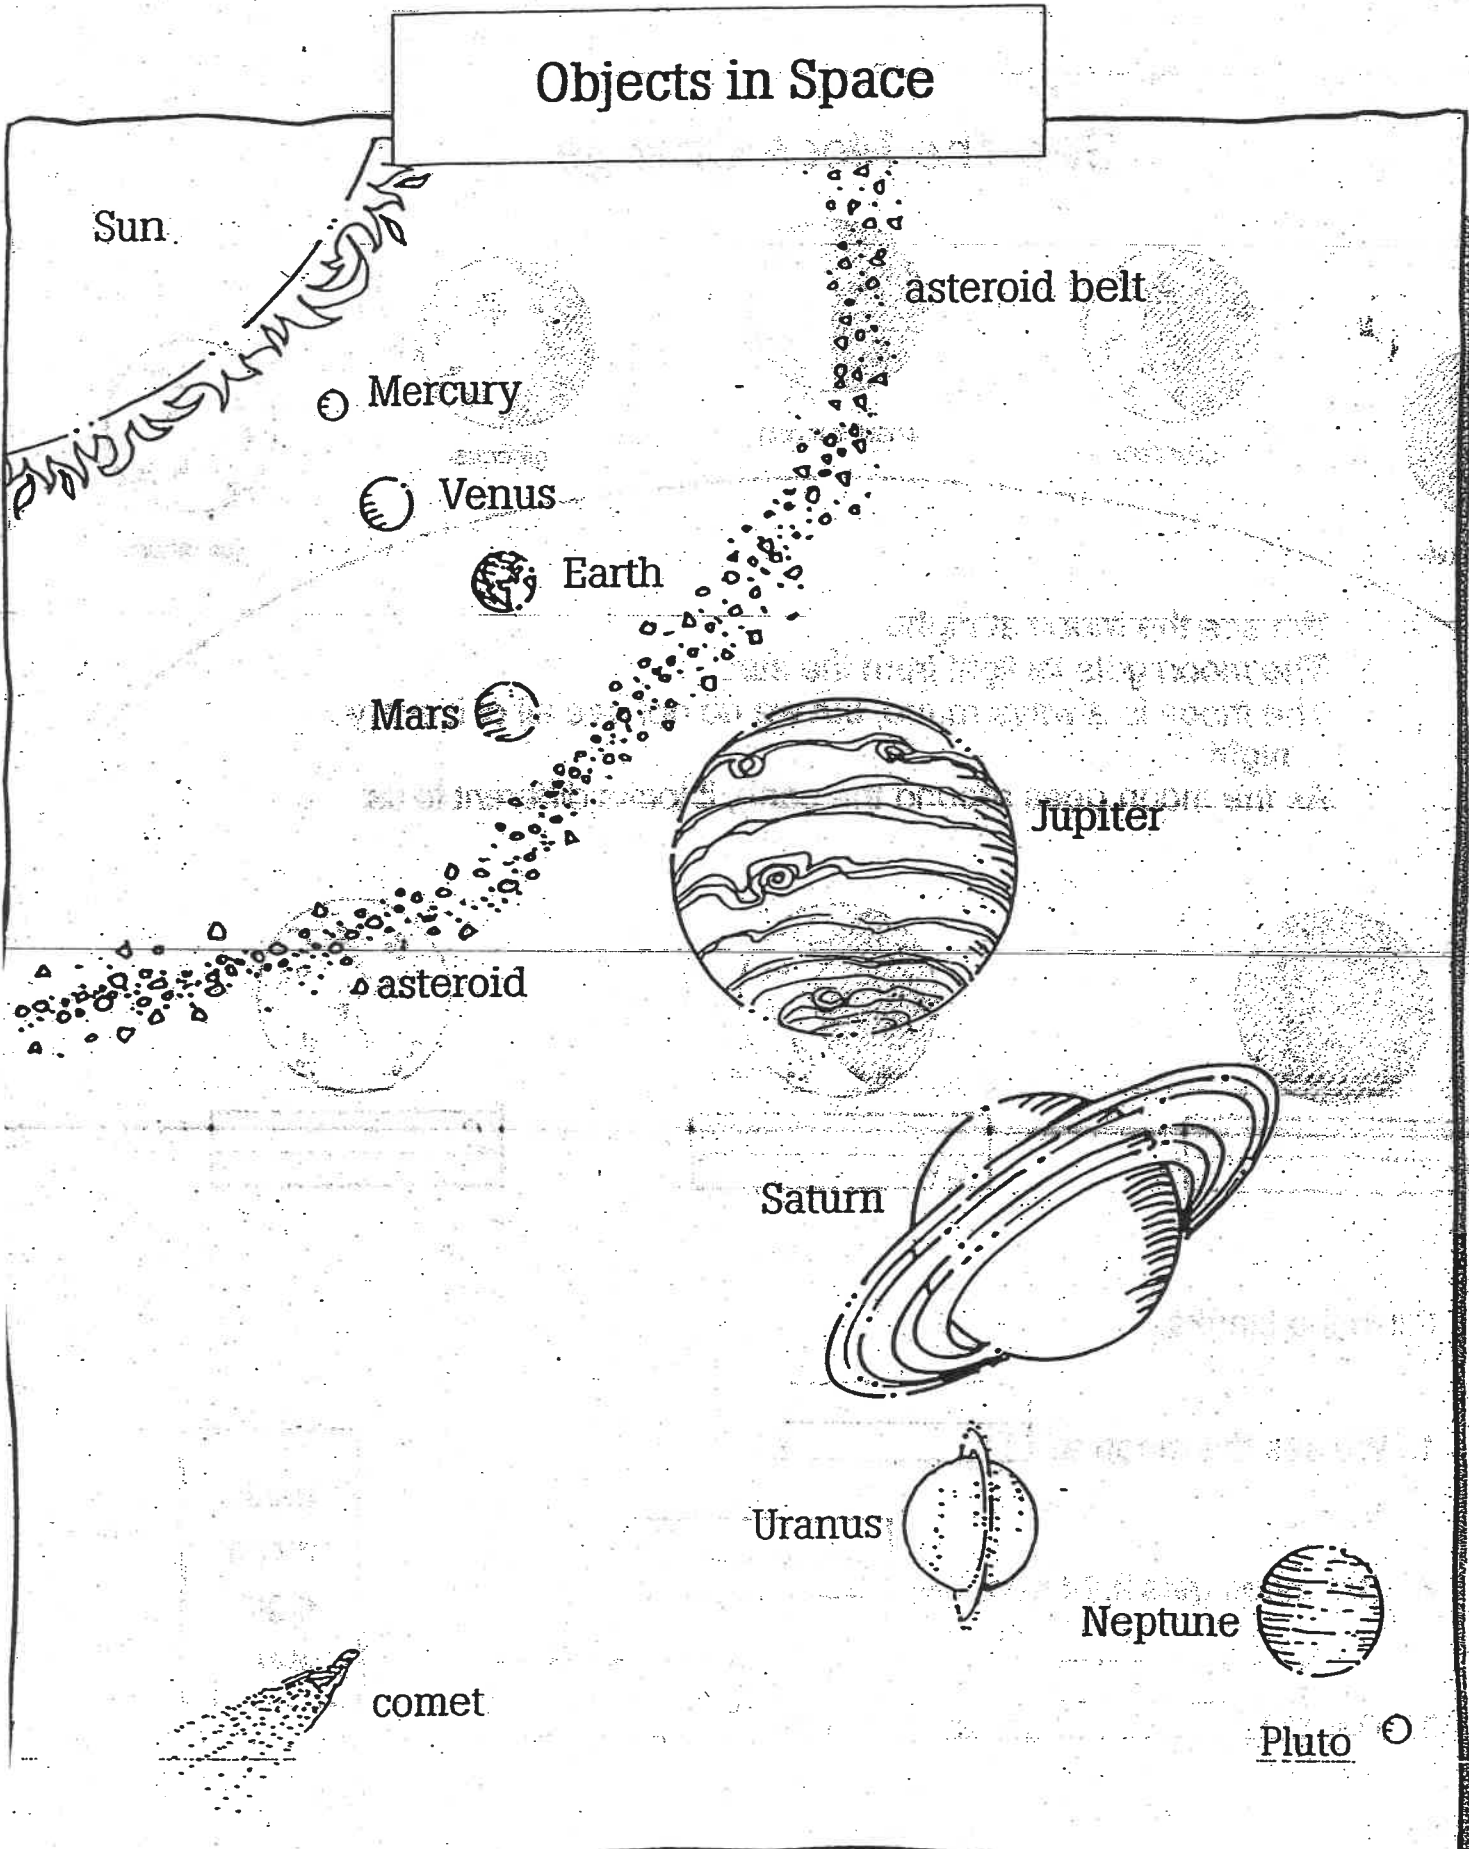 Objects in Space
Sun
asteroid belt
Mercury
Venus
Earth
Mars
Jupiter
asteroid
Saturn
Uranus
Neptune
comet
Pluto